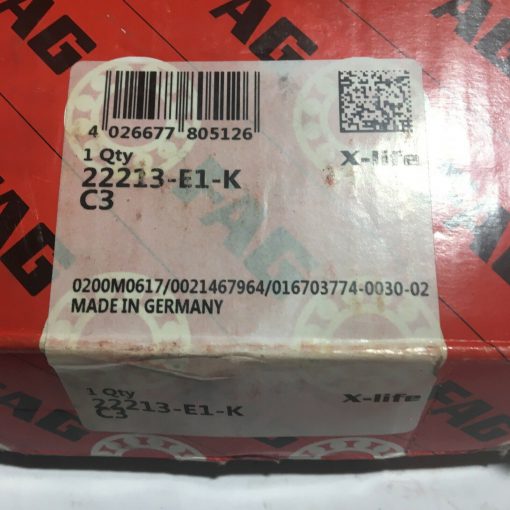 FAG
4 026677 805126
1 Qty
22213-E1-K
C3
X-life
0200M0617/0021467964/016703774-0030-02
MADE IN GERMANY
1 Qty
22213-E1-K
C3
X-life
FAG